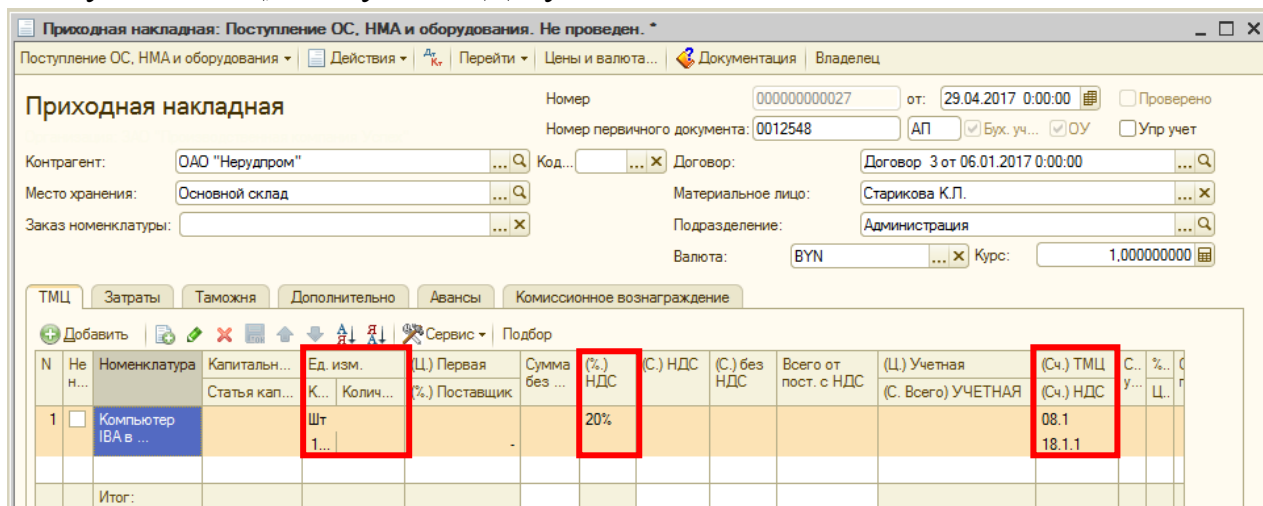 Приходная накладная: Поступление ОС, НМА и оборудования. Не проведен. *
Поступление ОС, НМА и оборудования Действия Дт Кт Перейти Цены и валюта... Документация Владелец
Приходная накладная Номер 000000000027 от: 29.04.2017 0:00:00 Проверено
Номер первичного документа: 0012548 АП Бух. уч... ОУ Упр учет
Контрагент: ОАО "Нерудпром" ... Код... ... Договор: Договор 3 от 06.01.2017 0:00:00 ...
Место хранения: Основной склад ... Материальное лицо: Старикова К.П. ...
Заказ номенклатуры: ... Подразделение: Администрация ...
Валюта: BYN ... Курс: 1,000000000
ТМЦ Затраты Таможня Дополнительно Авансы Комиссионное вознаграждение
Добавить Сервис Подбор
N Не Номенклатура Капитальн... Ед. изм. (Ц.) Первая Сумма (%.) (С.) НДС (С.) без Всего от (Ц.) Учетная (Сч.) ТМЦ С.. %..
н... Статья кап... К... Колич... (%.) Поставщик без ... НДС НДС пост. с НДС (С. Всего) УЧЕТНАЯ (Сч.) НДС у... Ц..
1 Компьютер Шт 20% 08.1
IBA в ... 1... - 18.1.1
Итог: